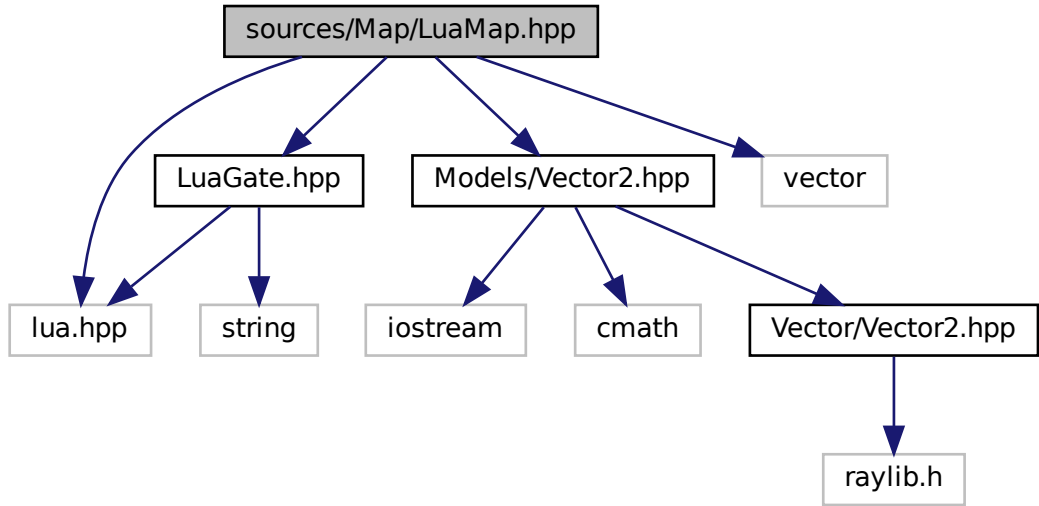 sources/Map/LuaMap.hpp
LuaGate.hpp
Models/Vector2.hpp
vector
lua.hpp
string
iostream
cmath
Vector/Vector2.hpp
raylib.h